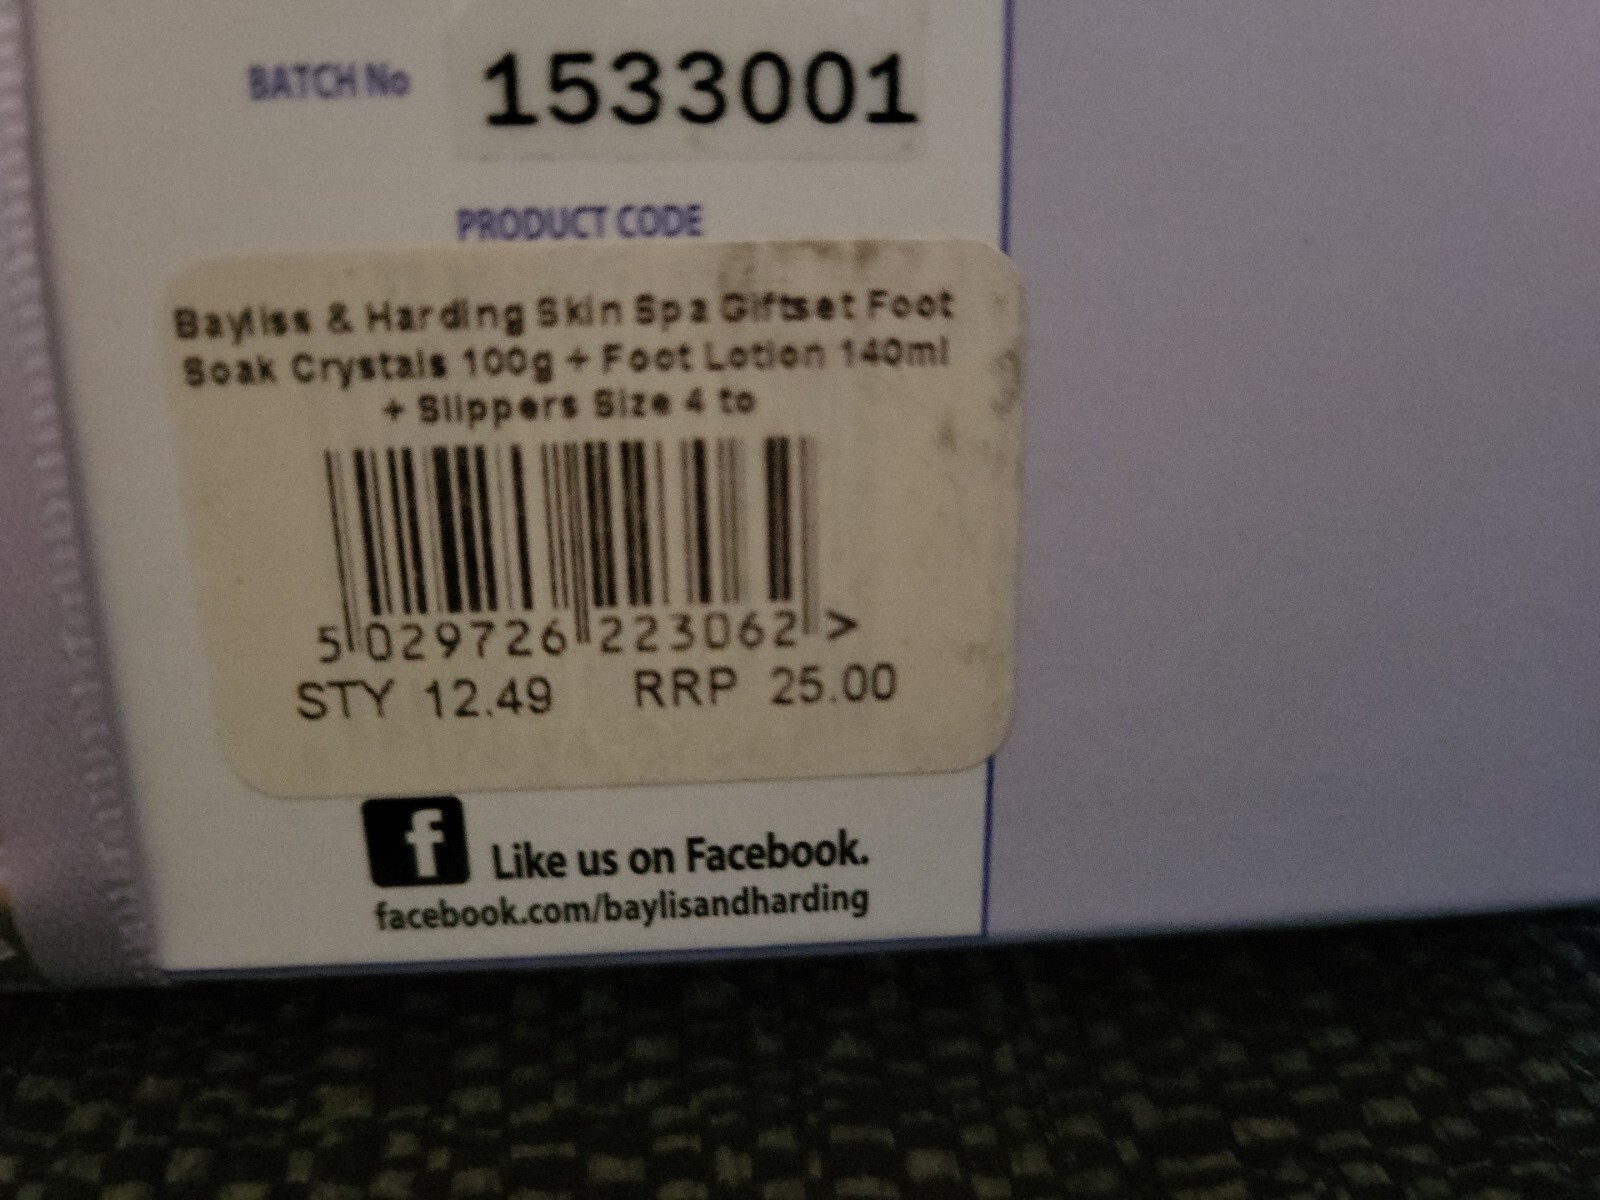 BATCH No 1533001
PRODUCT CODE
Bayliss & Harding Skin Spa Giftset Foot
Soak Crystals 100g + Foot Lotion 140ml
+ Slippers Size 4 to
5 029726 223062 >
STY 12.49 RRP 25.00
f Like us on Facebook.
facebook.com/baylisandharding